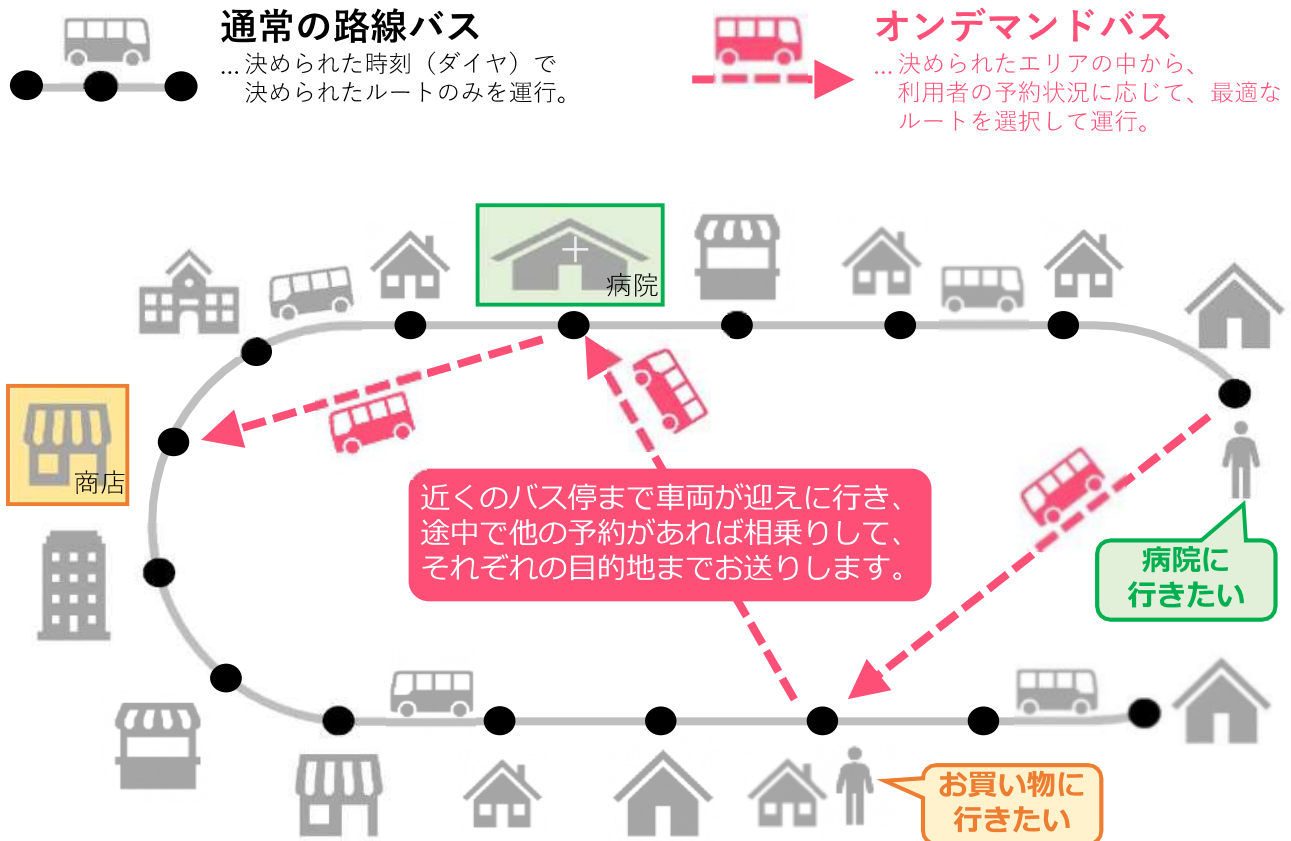 通常の路線バス
…決められた時刻（ダイヤ）で
決められたルートのみを運行。
オンデマンドバス
…決められたエリアの中から、
利用者の予約状況に応じて、最適な
ルートを選択して運行。
病院
商店
近くのバス停まで車両が迎えに行き、
途中で他の予約があれば相乗りして、
それぞれの目的地までお送りします。
病院に
行きたい
お買い物に
行きたい